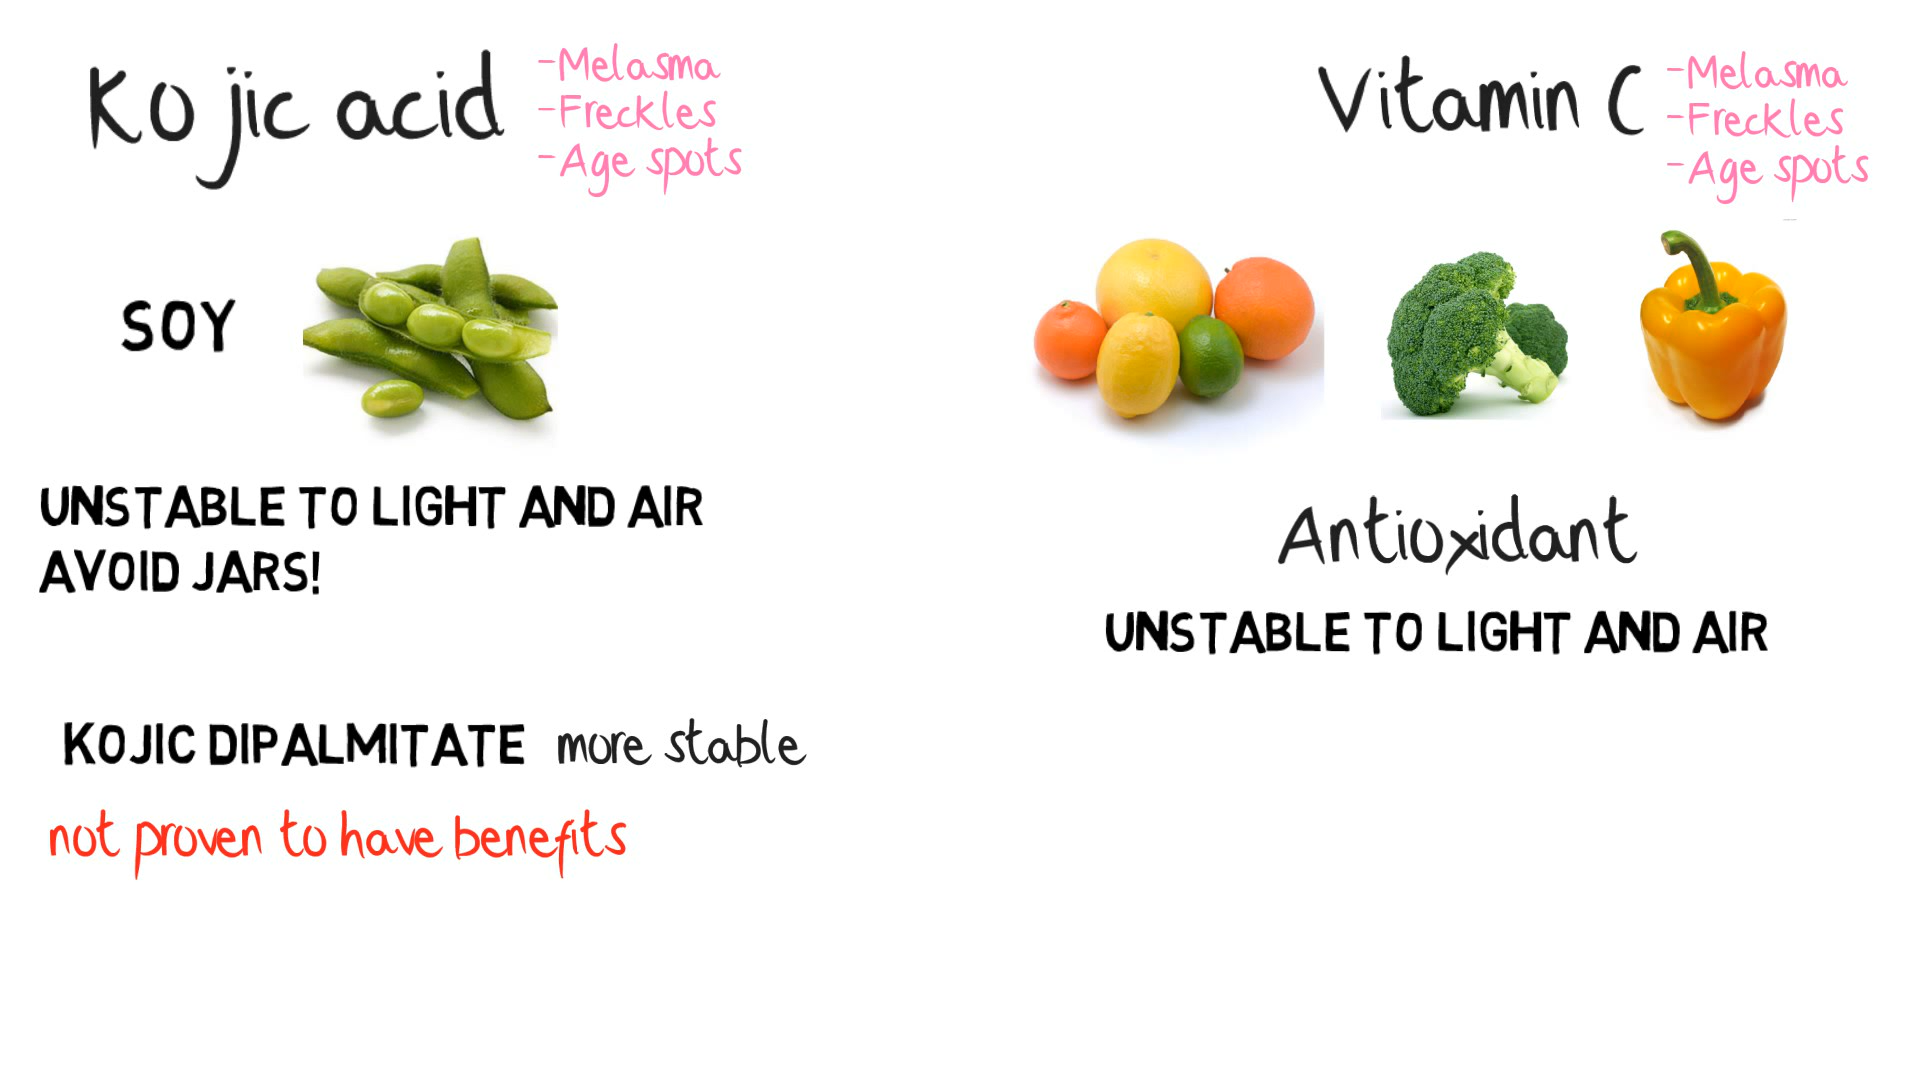 Kojic acid
-Melasma
-Freckles
-Age spots
SOY
UNSTABLE TO LIGHT AND AIR
AVOID JARS!
KOJIC DIPALMITATE more stable
not proven to have benefits
Vitamin C
-Melasma
-Freckles
-Age spots
Antioxidant
UNSTABLE TO LIGHT AND AIR